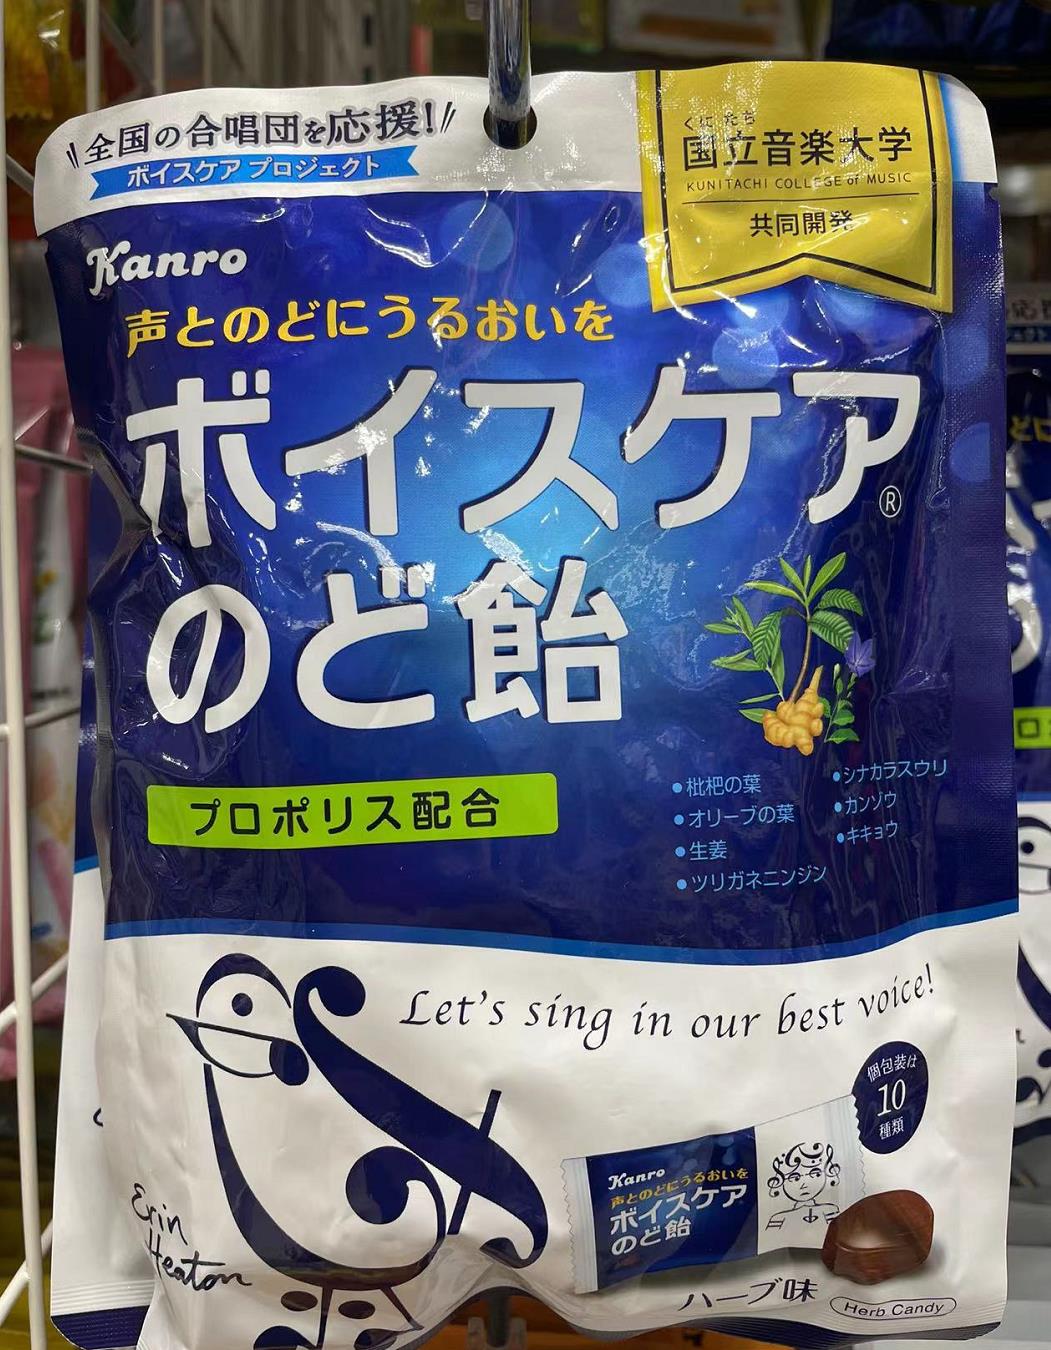 全国の合唱団を応援!
ボイスケア プロジェクト
くにたち
国立音楽大学
KUNITACHI COLLEGE of MUSIC
共同開発
Kanro
声とのどにうるおいを
ボイスケア®
のど飴
プロポリス配合
•枇杷の葉
•オリーブの葉
•生姜
•ツリガネニンジン
•シナカラスウリ
•カンゾウ
•キキョウ
Let's sing in our best voice!
個包装は
10
種類
Kanro
声とのどにうるおいを
ボイスケア
のど飴
Erin
Heaton
ハーブ味
Herb Candy